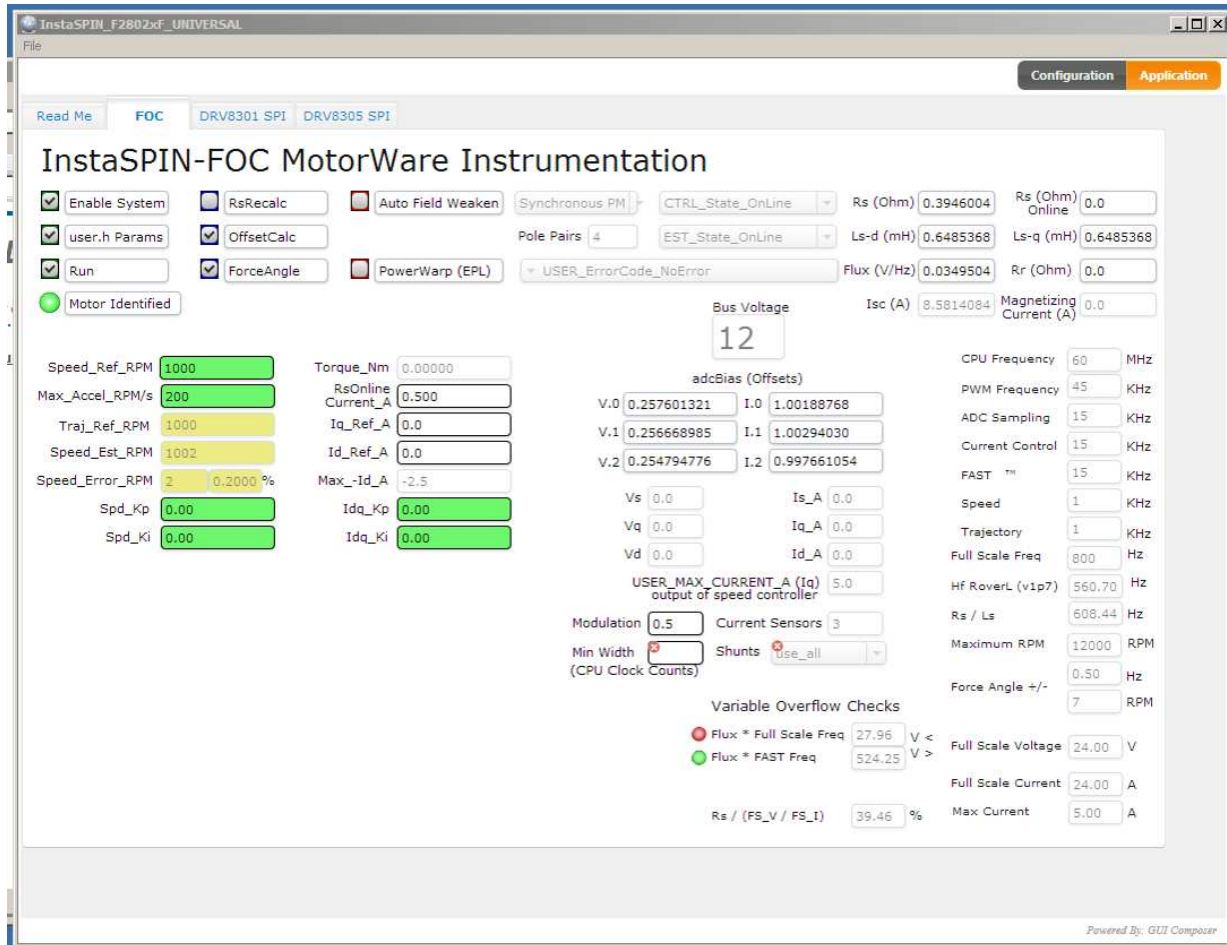 InstaSPIN_F2802xF_UNIVERSAL
File
Configuration Application
Read Me FOC DRV8301 SPI DRV8305 SPI
InstaSPIN-FOC MotorWare Instrumentation
Enable System RsRecalc Auto Field Weaken Synchronous PM CTRL_State_OnLine Rs (Ohm) 0.3946004 Rs (Ohm) Online 0.0
user.h Params OffsetCalc Pole Pairs 4 EST_State_OnLine Ls-d (mH) 0.6485368 Ls-q (mH) 0.6485368
Run ForceAngle PowerWarp (EPL) USER_ErrorCode_NoError Flux (V/Hz) 0.0349504 Rr (Ohm) 0.0
Motor Identified Isc (A) 8.5814084 Magnetizing Current (A) 0.0
Bus Voltage
12
Speed_Ref_RPM 1000
Max_Accel_RPM/s 200
Traj_Ref_RPM 1000
Speed_Est_RPM 1002
Speed_Error_RPM 2 0.2000 %
Spd_Kp 0.00
Spd_Ki 0.00
Torque_Nm 0.00000
RsOnline Current_A 0.500
Iq_Ref_A 0.0
Id_Ref_A 0.0
Max_-Id_A -2.5
Idq_Kp 0.00
Idq_Ki 0.00
adcBias (Offsets)
V.0 0.257601321 I.0 1.00188768
V.1 0.256668985 I.1 1.00294030
V.2 0.254794776 I.2 0.997661054
Vs 0.0 Is_A 0.0
Vq 0.0 Iq_A 0.0
Vd 0.0 Id_A 0.0
USER_MAX_CURRENT_A (Iq) 5.0
output of speed controller
Modulation 0.5 Current Sensors 3
Min Width Shunts use_all
(CPU Clock Counts)
Variable Overflow Checks
Flux * Full Scale Freq 27.96 V <
Flux * FAST Freq 524.25 V >
Rs / (FS_V / FS_I) 39.46 %
CPU Frequency 60 MHz
PWM Frequency 45 KHz
ADC Sampling 15 KHz
Current Control 15 KHz
FAST ™ 15 KHz
Speed 1 KHz
Trajectory 1 KHz
Full Scale Freq 800 Hz
Hf RoverL (v1p7) 560.70 Hz
Rs / Ls 608.44 Hz
Maximum RPM 12000 RPM
Force Angle +/- 0.50 Hz
7 RPM
Full Scale Voltage 24.00 V
Full Scale Current 24.00 A
Max Current 5.00 A
Powered By: GUI Composer